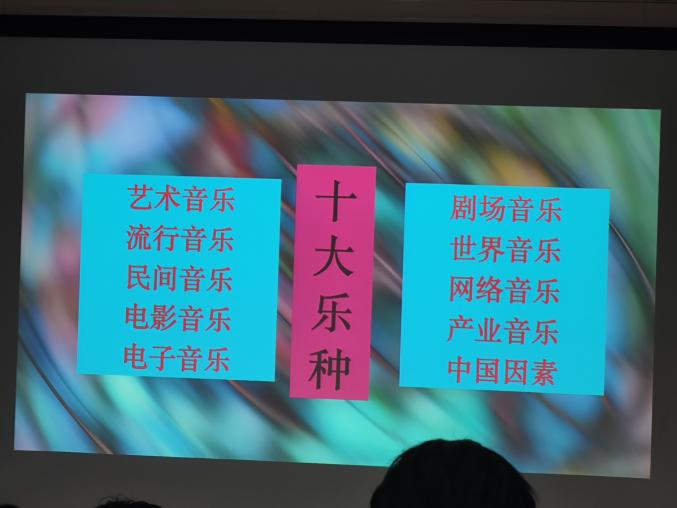 艺术音乐
流行音乐
民间音乐
电影音乐
电子音乐
十大乐种
剧场音乐
世界音乐
网络音乐
产业音乐
中国因素